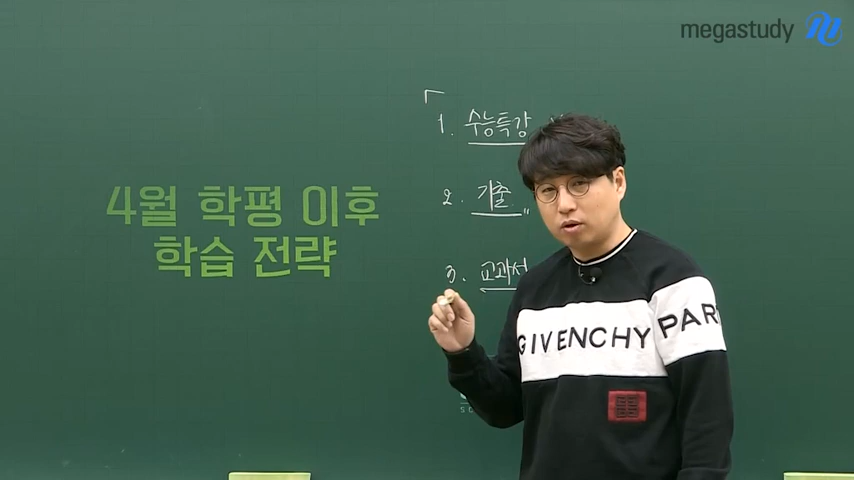 megastudy
4월 학평 이후
학습 전략
1. 수능특강
2. 기출
3. 교과서
GIVENCHY PAR